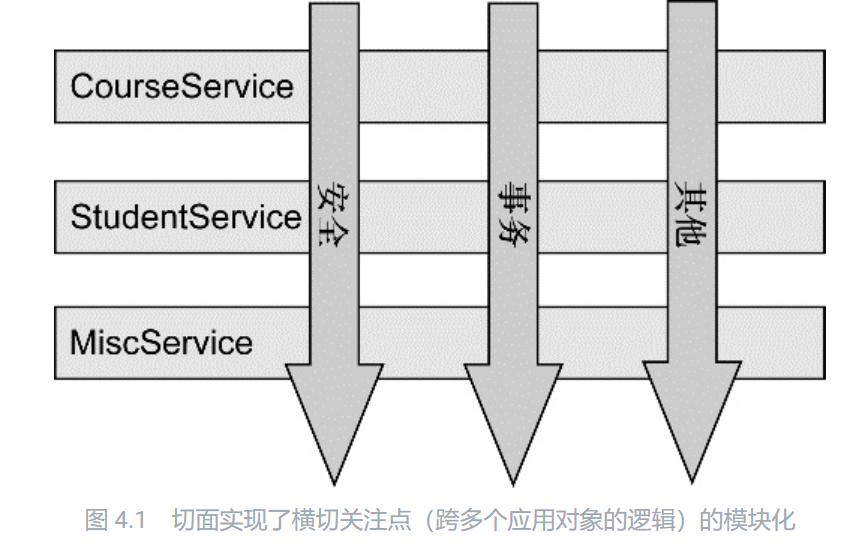 CourseService
StudentService
MiscService
安全
事务
其他
图 4.1 切面实现了横切关注点（跨多个应用对象的逻辑）的模块化